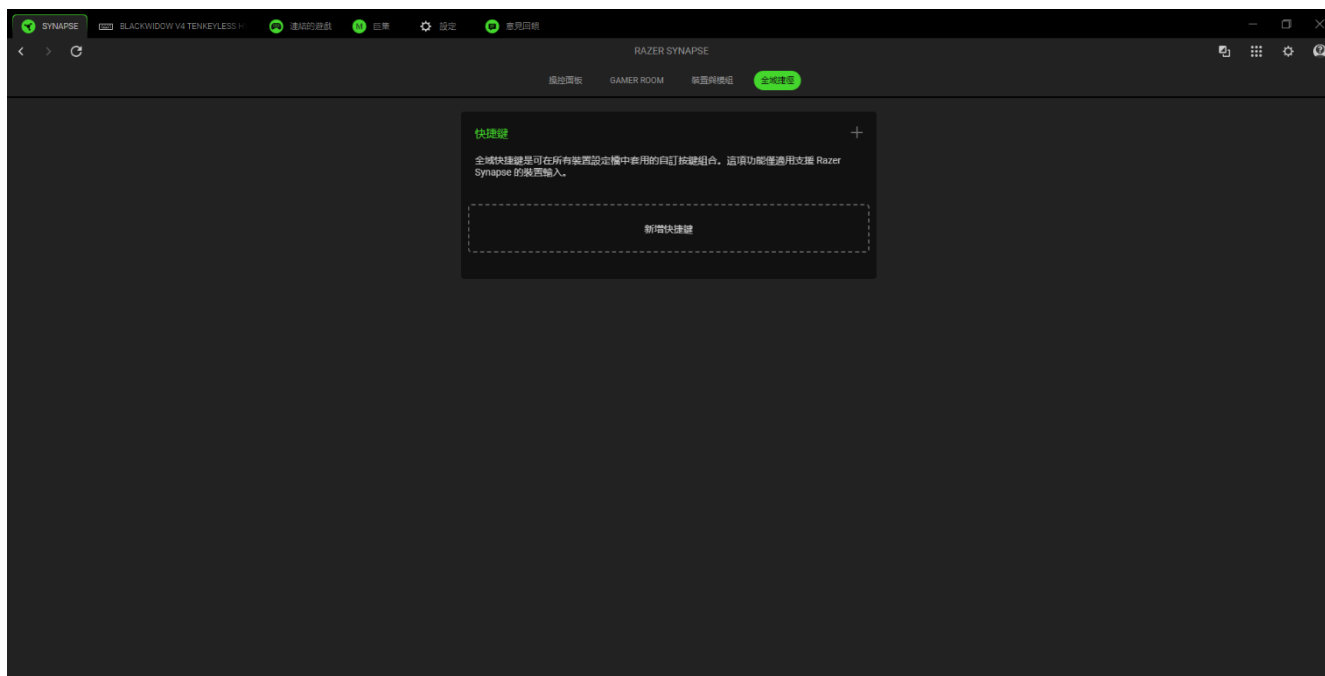 SYNAPSE
BLACKWIDOW V4 TENKEYLESS H
連結的遊戲
M
巨集
設定
意見回饋
RAZER SYNAPSE
操控面板
GAMER ROOM
裝置與模組
全域捷徑
快捷鍵
全域快捷鍵是可在所有裝置設定檔中套用的自訂按鍵組合。這項功能僅適用支援 Razer
Synapse 的裝置輸入。
新增快捷鍵